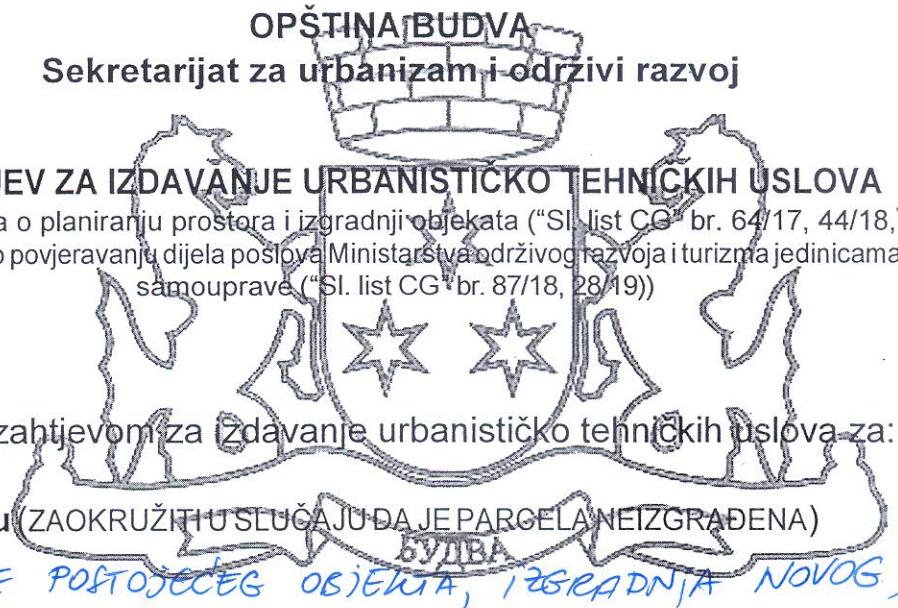 OPŠTINA BUDVA
Sekretarijat za urbanizam i održivi razvoj
JEV ZA IZDAVANJE URBANISTIČKO TEHNIČKIH USLOVA
a o planiranju prostora i izgradnji objekata (“Sl. list CG” br. 64/17, 44/18,
o povjeravanju dijela poslova Ministarstva održivog razvoja i turizma jedinicama
samouprave (“Sl. list CG” br. 87/18, 28/19))
zahtjevom za izdavanje urbanističko tehničkih uslova za:
u (ZAOKRUŽITI U SLUČAJU DA JE PARCELA NEIZGRAĐENA)
БУДВА
E POSTOJEĆEG OBJEKTA, IZGRADNJA NOVOG,